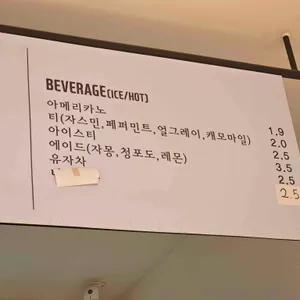 BEVERAGE(ICE/HOT)
아메리카노 1.9
티(자스민,페퍼민트,얼그레이,캐모마일) 2.0
아이스티 2.5
에이드(자몽,청포도,레몬) 3.5
유자차 2.5
2.5